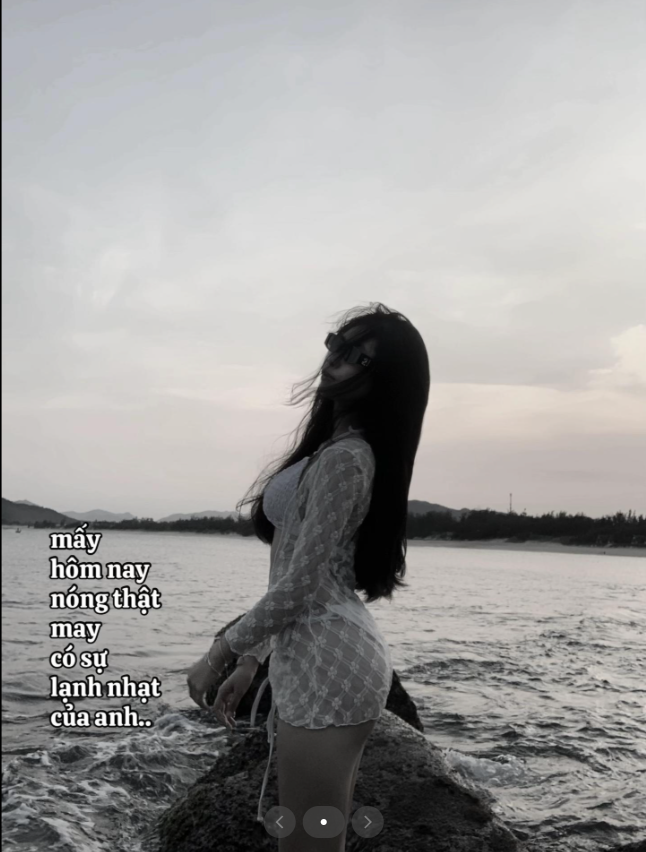 mấy
hôm nay
nóng thật
may
có sự
lạnh nhạt
của anh..